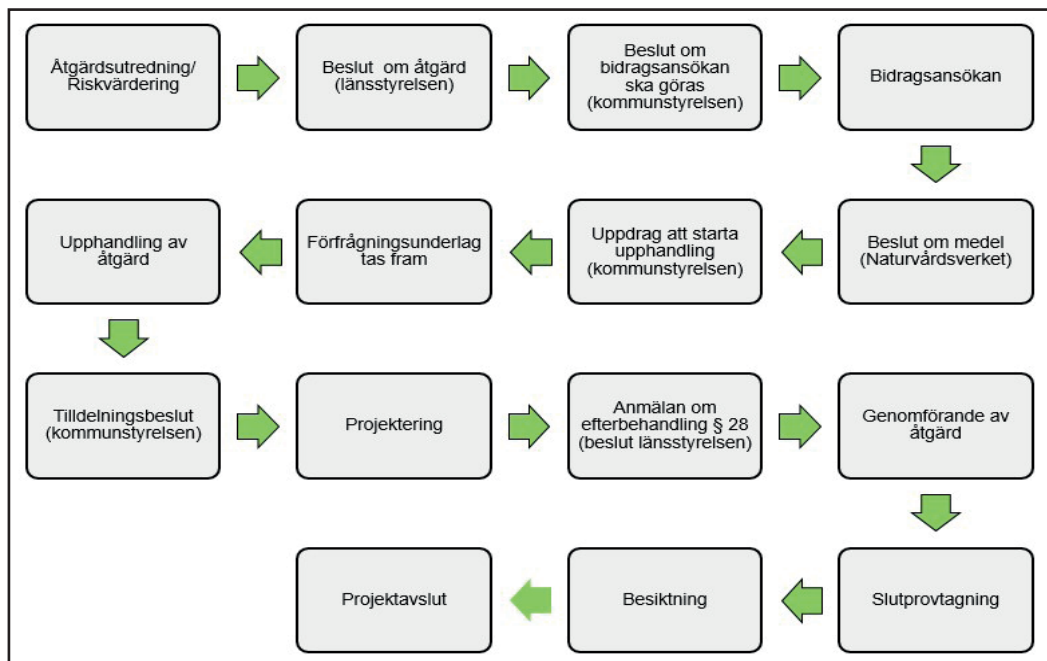 Åtgärdsutredning/
Riskvärdering
Beslut om åtgärd
(länsstyrelsen)
Beslut om
bidragsansökan
ska göras
(kommunstyrelsen)
Bidragsansökan
Beslut om medel
(Naturvårdsverket)
Uppdrag att starta
upphandling
(kommunstyrelsen)
Förfrågningsunderlag
tas fram
Upphandling av
åtgärd
Tilldelningsbeslut
(kommunstyrelsen)
Projektering
Anmälan om
efterbehandling § 28
(beslut länsstyrelsen)
Genomförande av
åtgärd
Slutprovtagning
Besiktning
Projektavslut